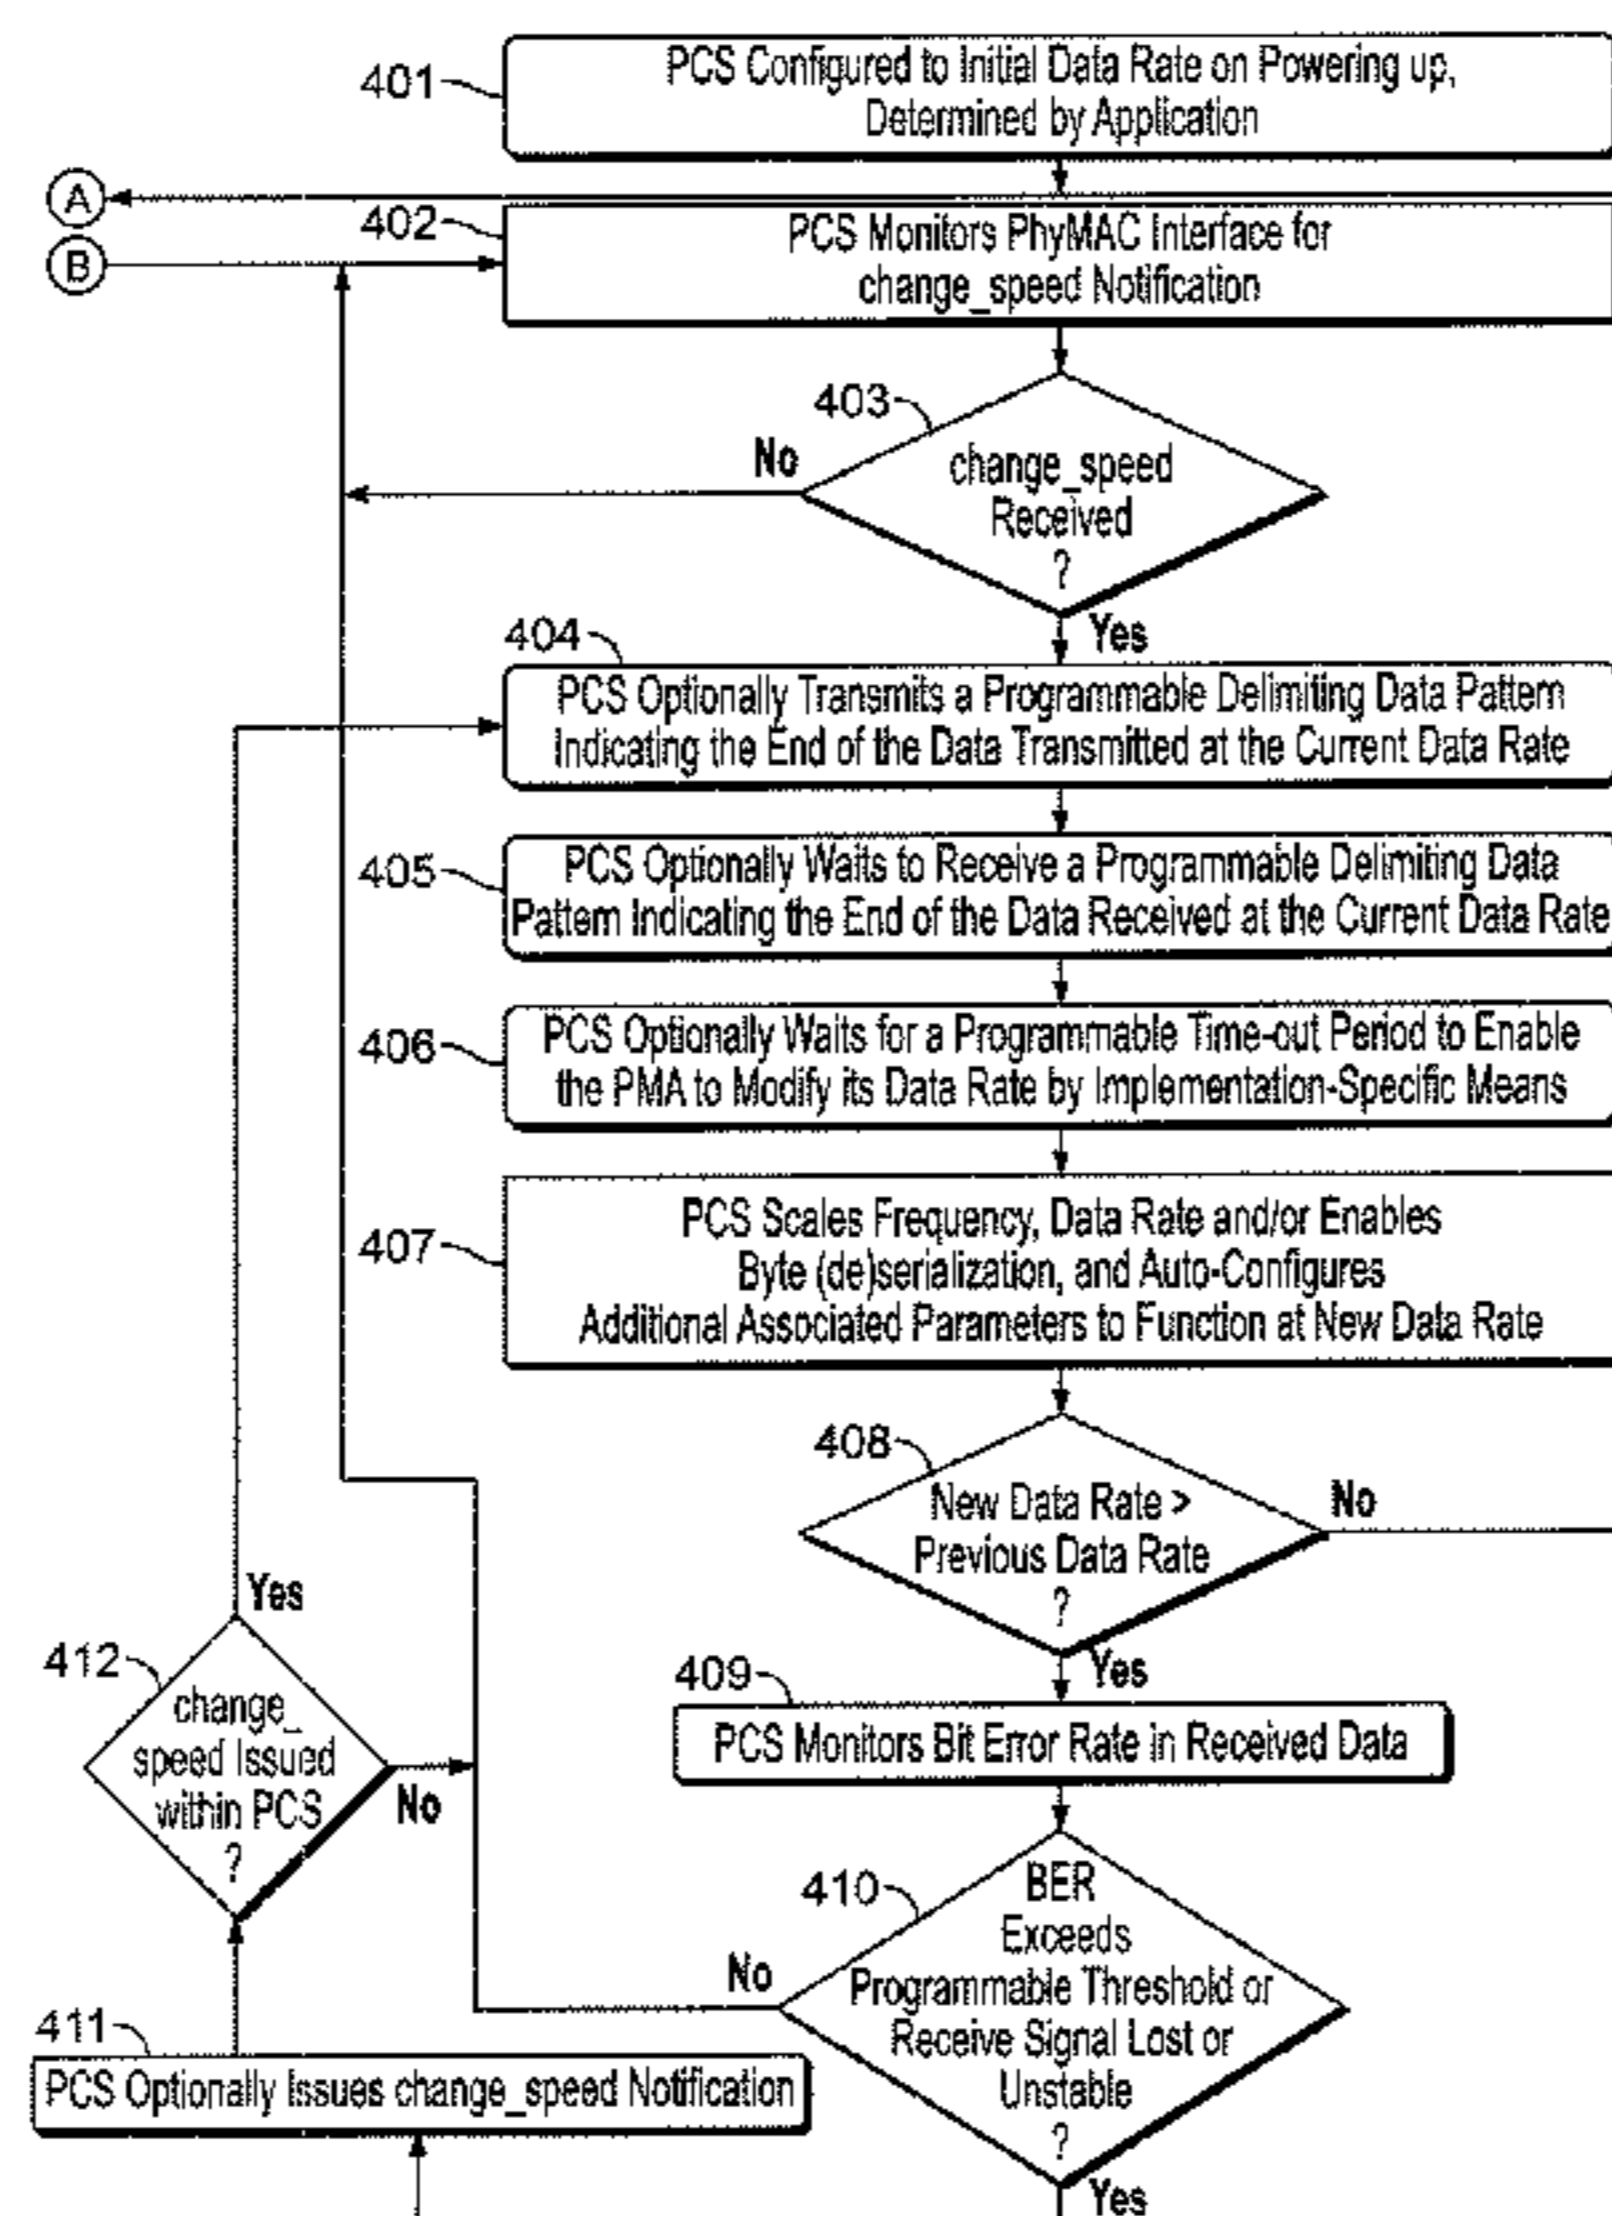 401
PCS Configured to Initial Data Rate on Powering up,
Determined by Application
A
402
PCS Monitors PhyMAC Interface for
change_speed Notification
B
403
change_speed
Received
?
No
Yes
404
PCS Optionally Transmits a Programmable Delimiting Data Pattern
Indicating the End of the Data Transmitted at the Current Data Rate
405
PCS Optionally Waits to Receive a Programmable Delimiting Data
Pattern Indicating the End of the Data Received at the Current Data Rate
406
PCS Optionally Waits for a Programmable Time-out Period to Enable
the PMA to Modify its Data Rate by Implementation-Specific Means
407
PCS Scales Frequency, Data Rate and/or Enables
Byte (de)serialization, and Auto-Configures
Additional Associated Parameters to Function at New Data Rate
408
New Data Rate >
Previous Data Rate
?
No
Yes
409
PCS Monitors Bit Error Rate in Received Data
410
BER
Exceeds
Programmable Threshold or
Receive Signal Lost or
Unstable
?
No
Yes
411
PCS Optionally Issues change_speed Notification
412
change_
speed Issued
within PCS
?
Yes
No